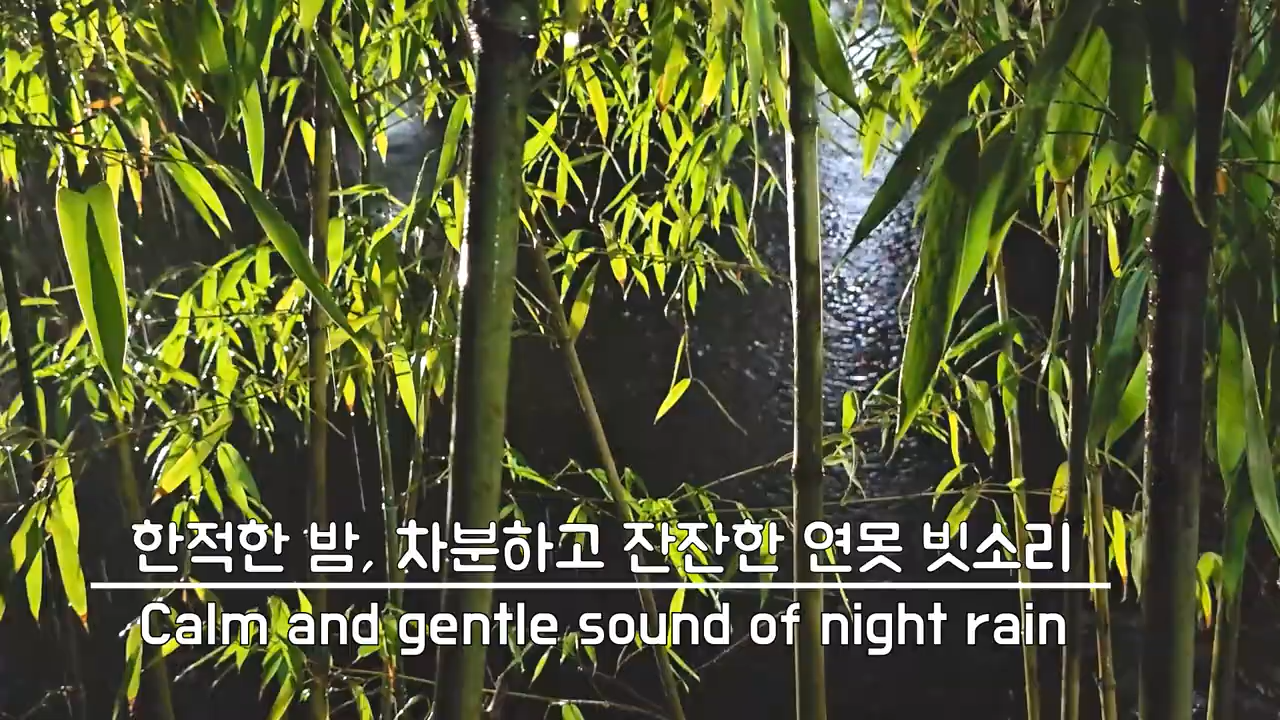 한적한 밤, 차분하고 잔잔한 연못 빗소리
Calm and gentle sound of night rain